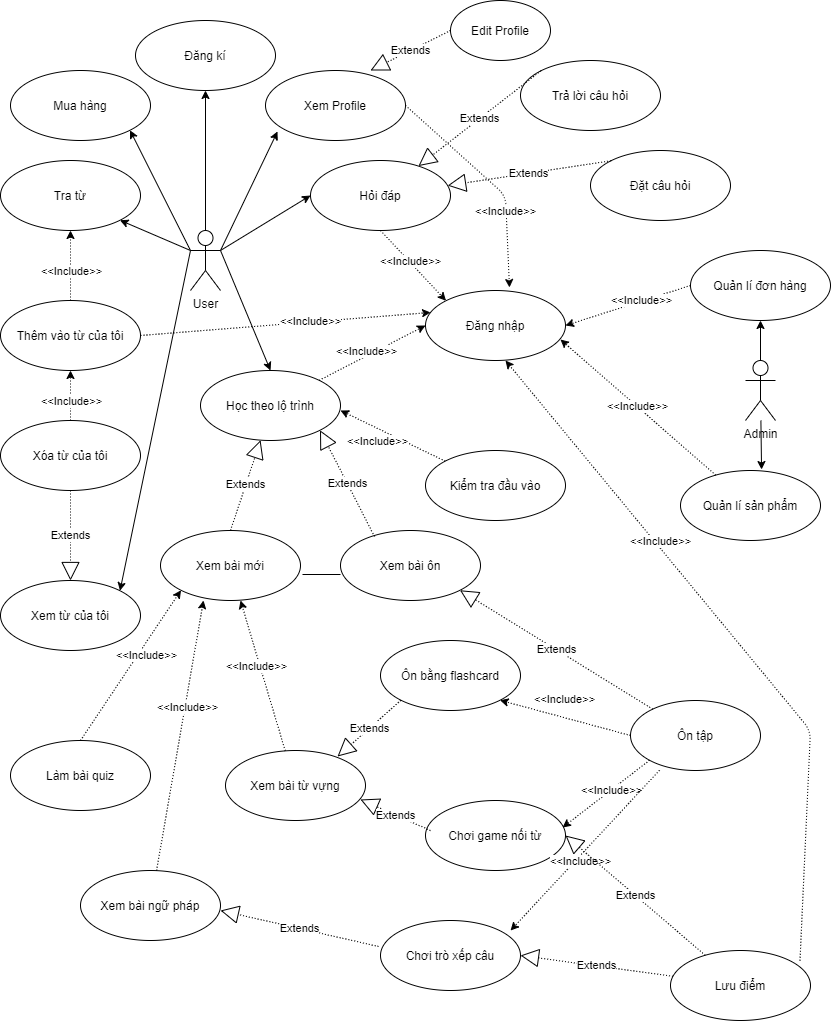 Edit Profile
Extends
Đăng kí
Mua hàng
Xem Profile
Trả lời câu hỏi
Extends
Tra từ
Hỏi đáp
Extends
Đặt câu hỏi
<<Include>>
<<Include>>
<<Include>>
User
Quản lí đơn hàng
<<Include>>
Thêm vào từ của tôi
<<Include>>
Đăng nhập
<<Include>>
<<Include>>
Học theo lộ trình
<<Include>>
Admin
<<Include>>
Xóa từ của tôi
Extends
Extends
Kiểm tra đầu vào
Quản lí sản phẩm
Extends
<<Include>>
Xem bài mới
Xem bài ôn
Xem từ của tôi
<<Include>>
Extends
<<Include>>
Ôn bằng flashcard
<<Include>>
<<Include>>
Extends
Ôn tập
Làm bài quiz
Xem bài từ vựng
<<Include>>
Extends
Chơi game nối từ
<<Include>>
Extends
Xem bài ngữ pháp
Extends
Chơi trò xếp câu
Extends
Lưu điểm